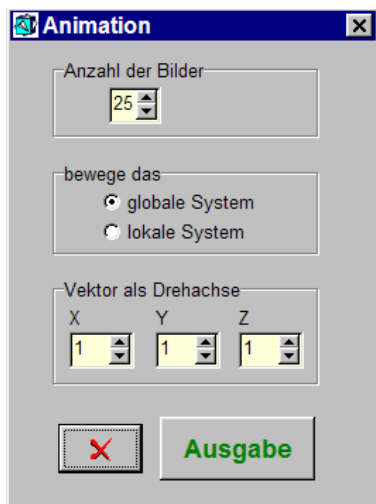 Animation
Anzahl der Bilder
25
bewege das
globale System
lokale System
Vektor als Drehachse
X Y Z
1 1 1
Ausgabe